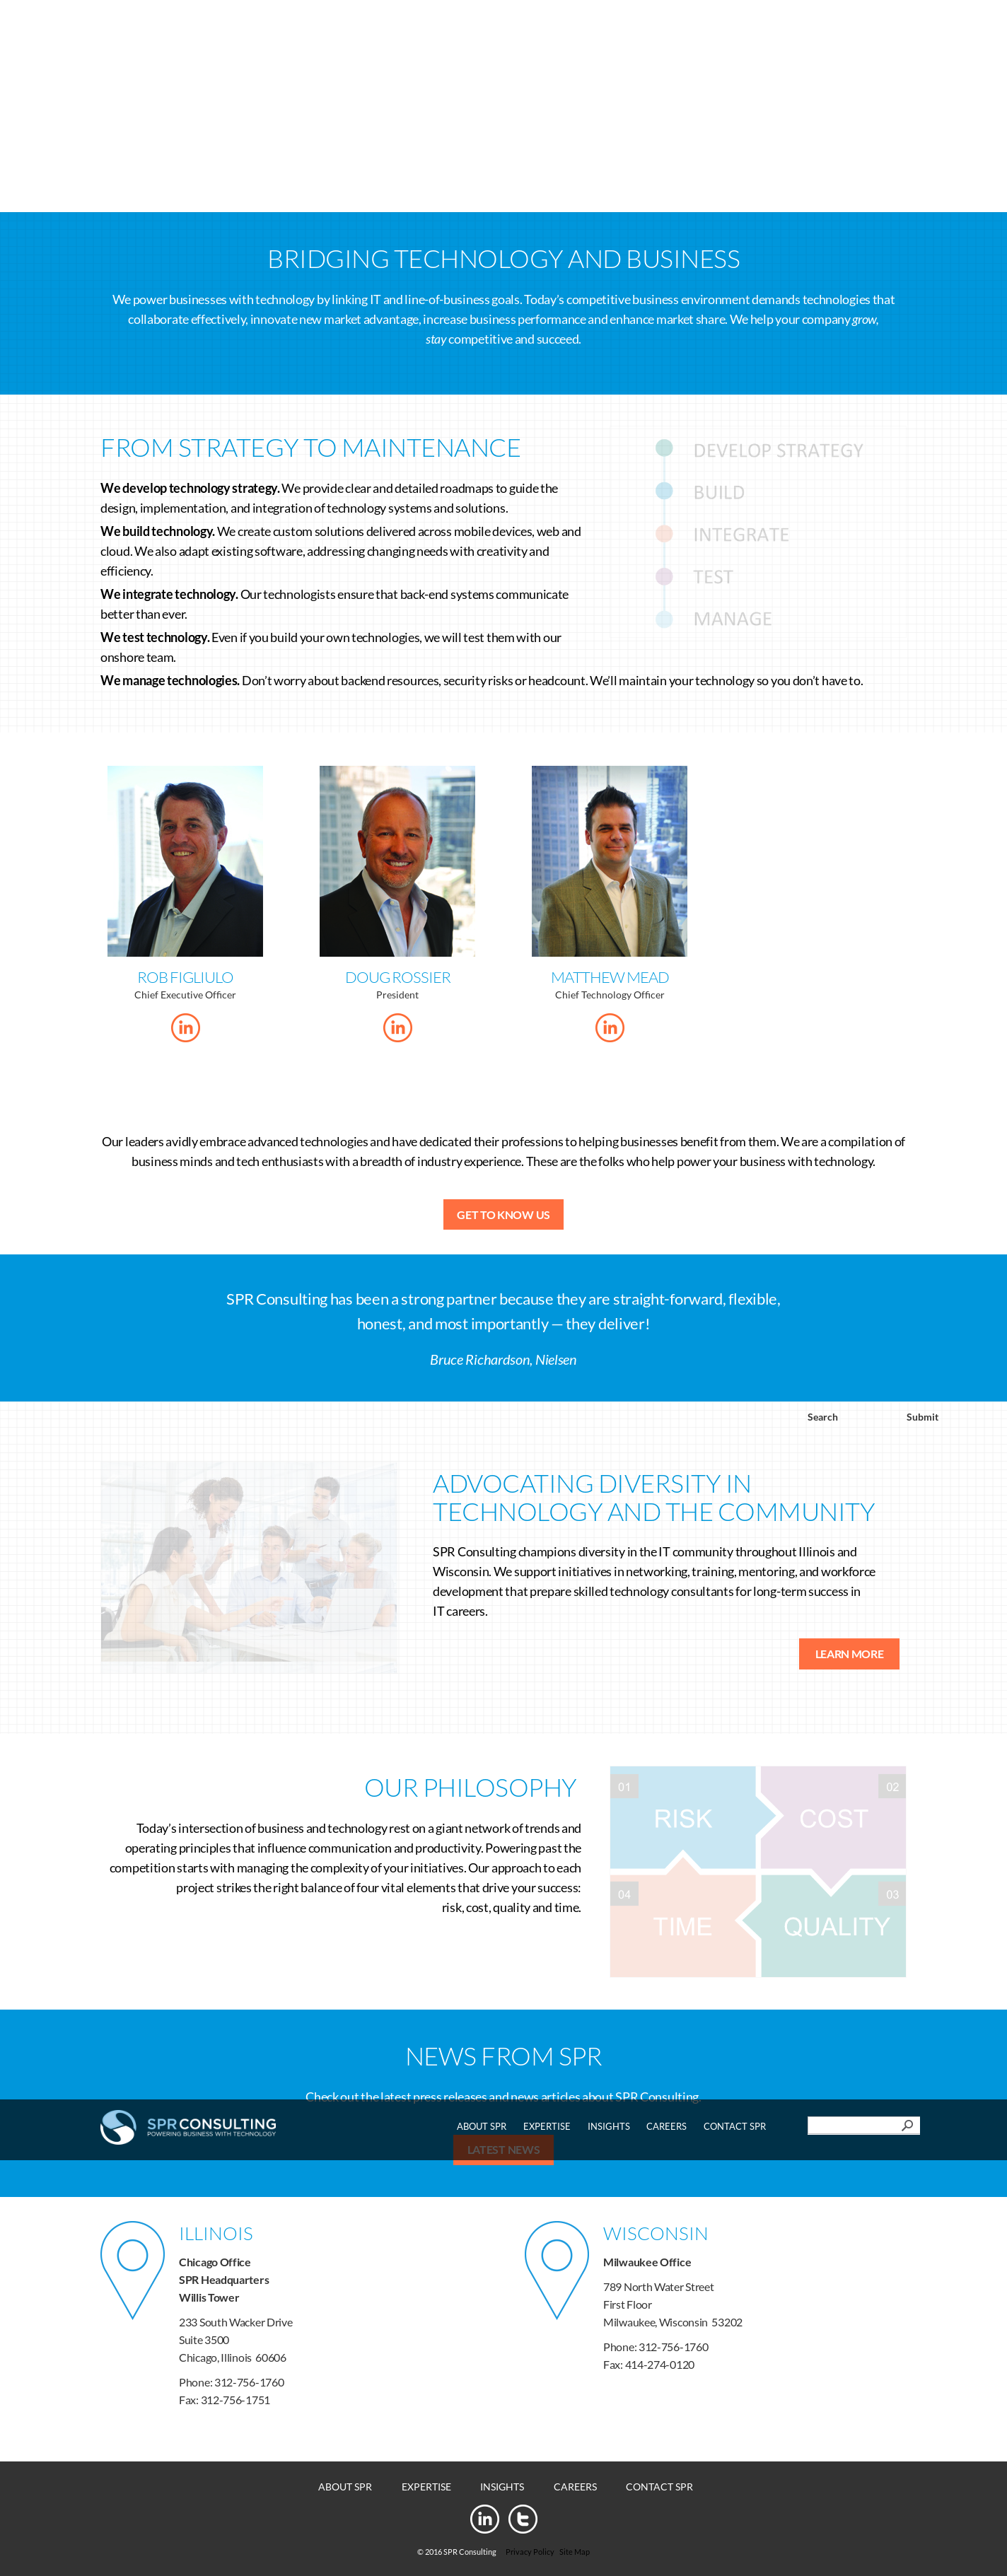 BRIDGING TECHNOLOGY AND BUSINESS
We power businesses with technology by linking IT and line-of-business goals. Today's competitive business environment demands technologies that
collaborate effectively, innovate new market advantage, increase business performance and enhance market share. We help your company grow,
stay competitive and succeed.
FROM STRATEGY TO MAINTENANCE
We develop technology strategy. We provide clear and detailed roadmaps to guide the
design, implementation, and integration of technology systems and solutions.
We build technology. We create custom solutions delivered across mobile devices, web and
cloud. We also adapt existing software, addressing changing needs with creativity and
efficiency.
We integrate technology. Our technologists ensure that back-end systems communicate
better than ever.
We test technology. Even if you build your own technologies, we will test them with our
onshore team.
We manage technologies. Don't worry about backend resources, security risks or headcount. We'll maintain your technology so you don't have to.
DEVELOP STRATEGY
BUILD
INTEGRATE
TEST
MANAGE
ROB FIGLIULO
Chief Executive Officer
in
DOUG ROSSIER
President
in
MATTHEW MEAD
Chief Technology Officer
in
Our leaders avidly embrace advanced technologies and have dedicated their professions to helping businesses benefit from them. We are a compilation of
business minds and tech enthusiasts with a breadth of industry experience. These are the folks who help power your business with technology.
GET TO KNOW US
SPR Consulting has been a strong partner because they are straight-forward, flexible,
honest, and most importantly — they deliver!
Bruce Richardson, Nielsen
Search Submit
ADVOCATING DIVERSITY IN
TECHNOLOGY AND THE COMMUNITY
SPR Consulting champions diversity in the IT community throughout Illinois and
Wisconsin. We support initiatives in networking, training, mentoring, and workforce
development that prepare skilled technology consultants for long-term success in
IT careers.
LEARN MORE
OUR PHILOSOPHY
Today's intersection of business and technology rest on a giant network of trends and
operating principles that influence communication and productivity. Powering past the
competition starts with managing the complexity of your initiatives. Our approach to each
project strikes the right balance of four vital elements that drive your success:
risk, cost, quality and time.
01 RISK
02 COST
04 TIME
03 QUALITY
NEWS FROM SPR
Check out the latest press releases and news articles about SPR Consulting.
SPR CONSULTING
POWERING BUSINESS WITH TECHNOLOGY
ABOUT SPR EXPERTISE INSIGHTS CAREERS CONTACT SPR
LATEST NEWS
ILLINOIS
Chicago Office
SPR Headquarters
Willis Tower
233 South Wacker Drive
Suite 3500
Chicago, Illinois 60606
Phone: 312-756-1760
Fax: 312-756-1751
WISCONSIN
Milwaukee Office
789 North Water Street
First Floor
Milwaukee, Wisconsin 53202
Phone: 312-756-1760
Fax: 414-274-0120
ABOUT SPR EXPERTISE INSIGHTS CAREERS CONTACT SPR
in
© 2016 SPR Consulting Privacy Policy Site Map